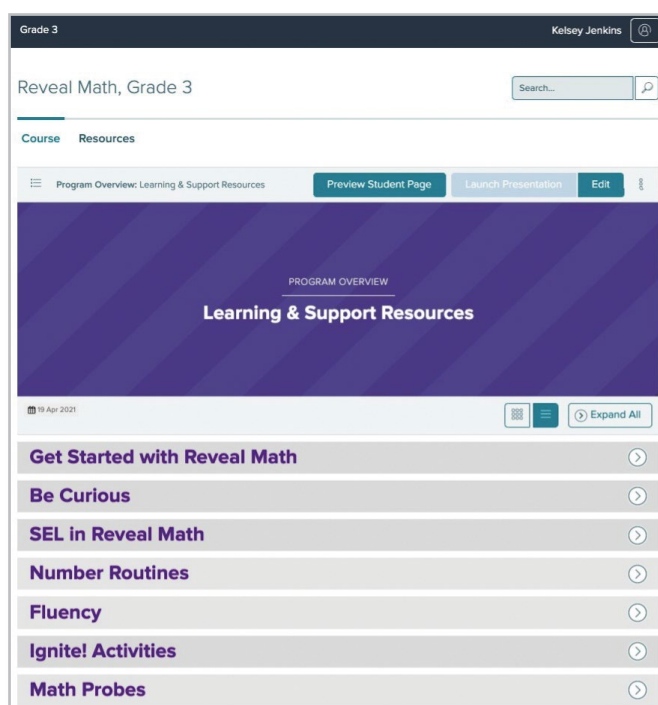 Grade 3 Kelsey Jenkins
Reveal Math, Grade 3 Search...
Course Resources
Program Overview: Learning & Support Resources Preview Student Page Launch Presentation Edit
PROGRAM OVERVIEW
Learning & Support Resources
19 Apr 2021 Expand All
Get Started with Reveal Math
Be Curious
SEL in Reveal Math
Number Routines
Fluency
Ignite! Activities
Math Probes